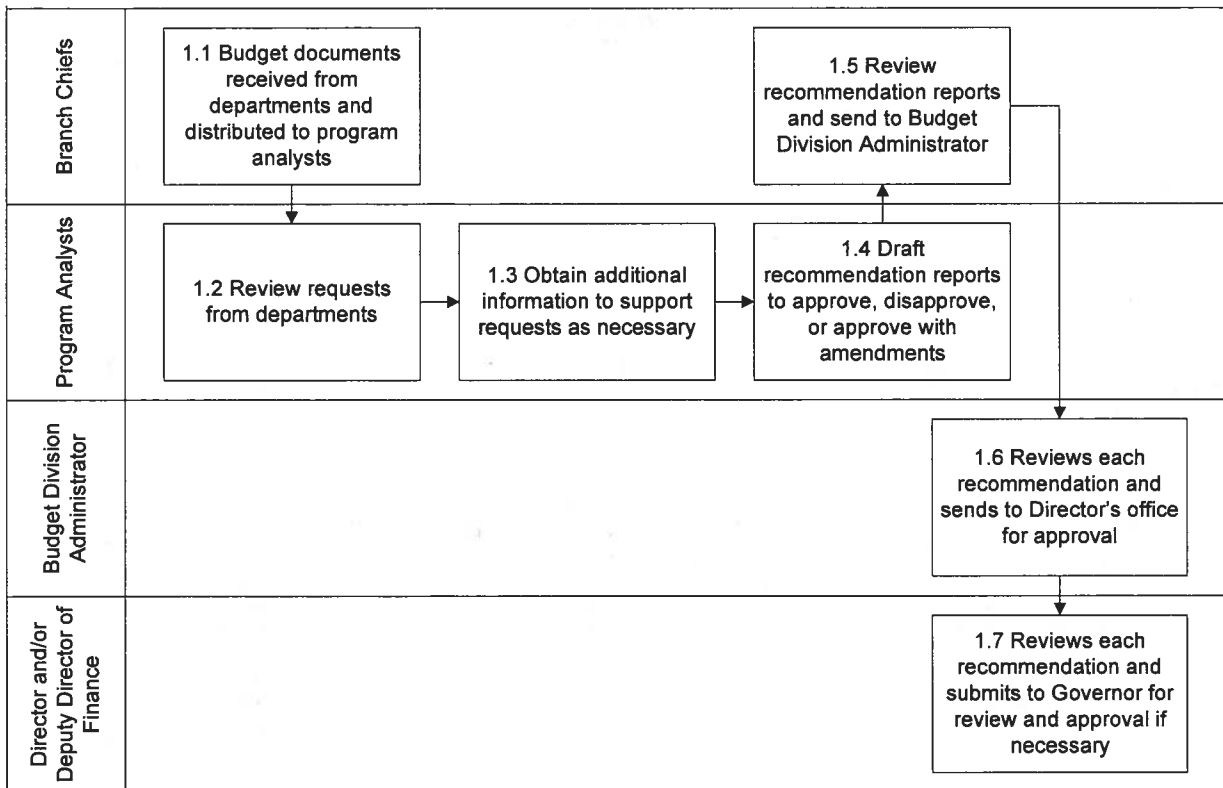 Branch Chiefs
1.1 Budget documents
received from
departments and
distributed to program
analysts
1.5 Review
recommendation reports
and send to Budget
Division Administrator
Program Analysts
1.2 Review requests
from departments
1.3 Obtain additional
information to support
requests as necessary
1.4 Draft
recommendation reports
to approve, disapprove,
or approve with
amendments
Budget Division
Administrator
1.6 Reviews each
recommendation and
sends to Director's office
for approval
Director and/or
Deputy Director of
Finance
1.7 Reviews each
recommendation and
submits to Governor for
review and approval if
necessary